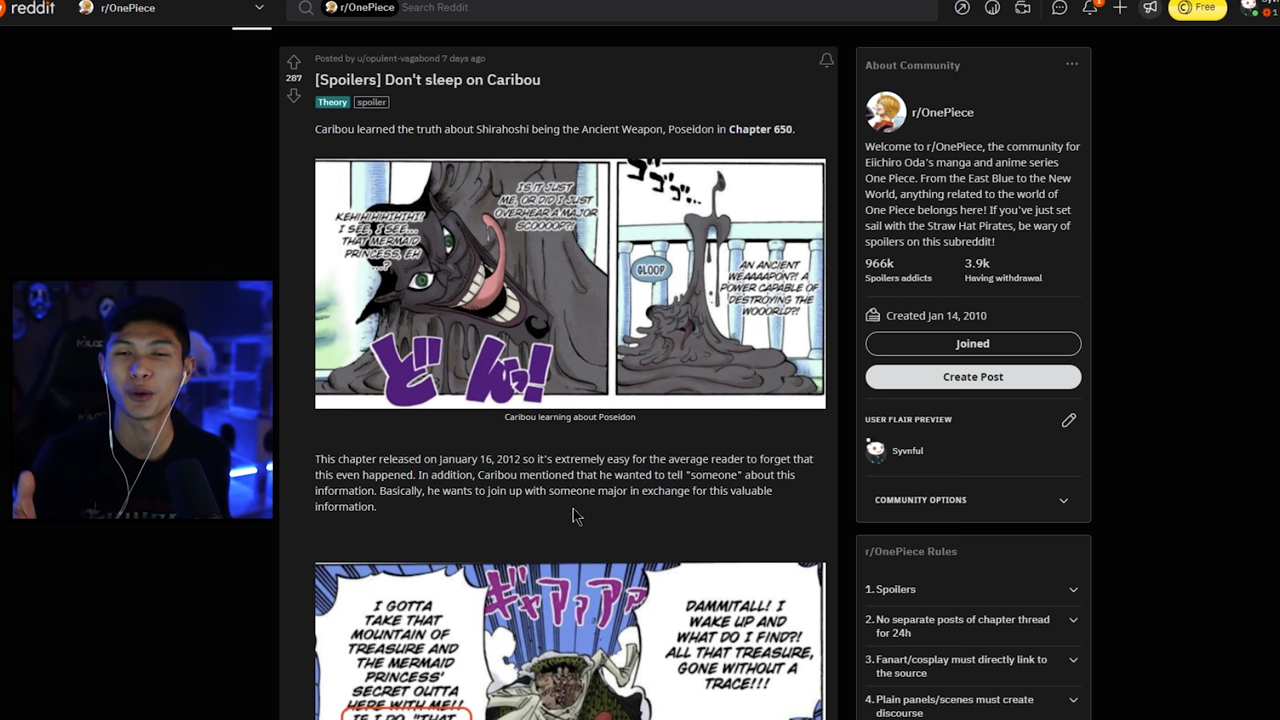 reddit
r/OnePiece
r/OnePiece
Search Reddit
1
Free
1
Posted by u/opulent-vagabond 7 days ago
287
[Spoilers] Don't sleep on Caribou
Theory
spoiler
Caribou learned the truth about Shirahoshi being the Ancient Weapon, Poseidon in Chapter 650.
KEHIHIHIHIHI!
I SEE, I SEE...
THAT MERMAID
PRINCESS, EH
...?
IS IT JUST
ME, OR DID I JUST
OVERHEAR A MAJOR
SCOOOOP?!
ドンッ!
ゴゴゴ...
GLOOP
AN ANCIENT
WEAAAAPON?! A
POWER CAPABLE OF
DESTROYING THE
WOOORLD?!
Caribou learning about Poseidon
This chapter released on January 16, 2012 so it's extremely easy for the average reader to forget that
this even happened. In addition, Caribou mentioned that he wanted to tell "someone" about this
information. Basically, he wants to join up with someone major in exchange for this valuable
information.
I GOTTA
TAKE THAT
MOUNTAIN OF
TREASURE AND
THE MERMAID
PRINCESS'
SECRET OUTTA
HERE WITH ME!!
IF I DO, "THAT
ギャアアア
DAMMITALL! I
WAKE UP AND
WHAT DO I FIND?!
ALL THAT TREASURE,
GONE WITHOUT A
TRACE!!!
About Community
r/OnePiece
Welcome to r/OnePiece, the community for
Eiichiro Oda's manga and anime series
One Piece. From the East Blue to the New
World, anything related to the world of
One Piece belongs here! If you've just set
sail with the Straw Hat Pirates, be wary of
spoilers on this subreddit!
966k
3.9k
Spoilers addicts
Having withdrawal
Created Jan 14, 2010
Joined
Create Post
USER FLAIR PREVIEW
Syvnful
COMMUNITY OPTIONS
r/OnePiece Rules
1. Spoilers
2. No separate posts of chapter thread
for 24h
3. Fanart/cosplay must directly link to
the source
4. Plain panels/scenes must create
discourse